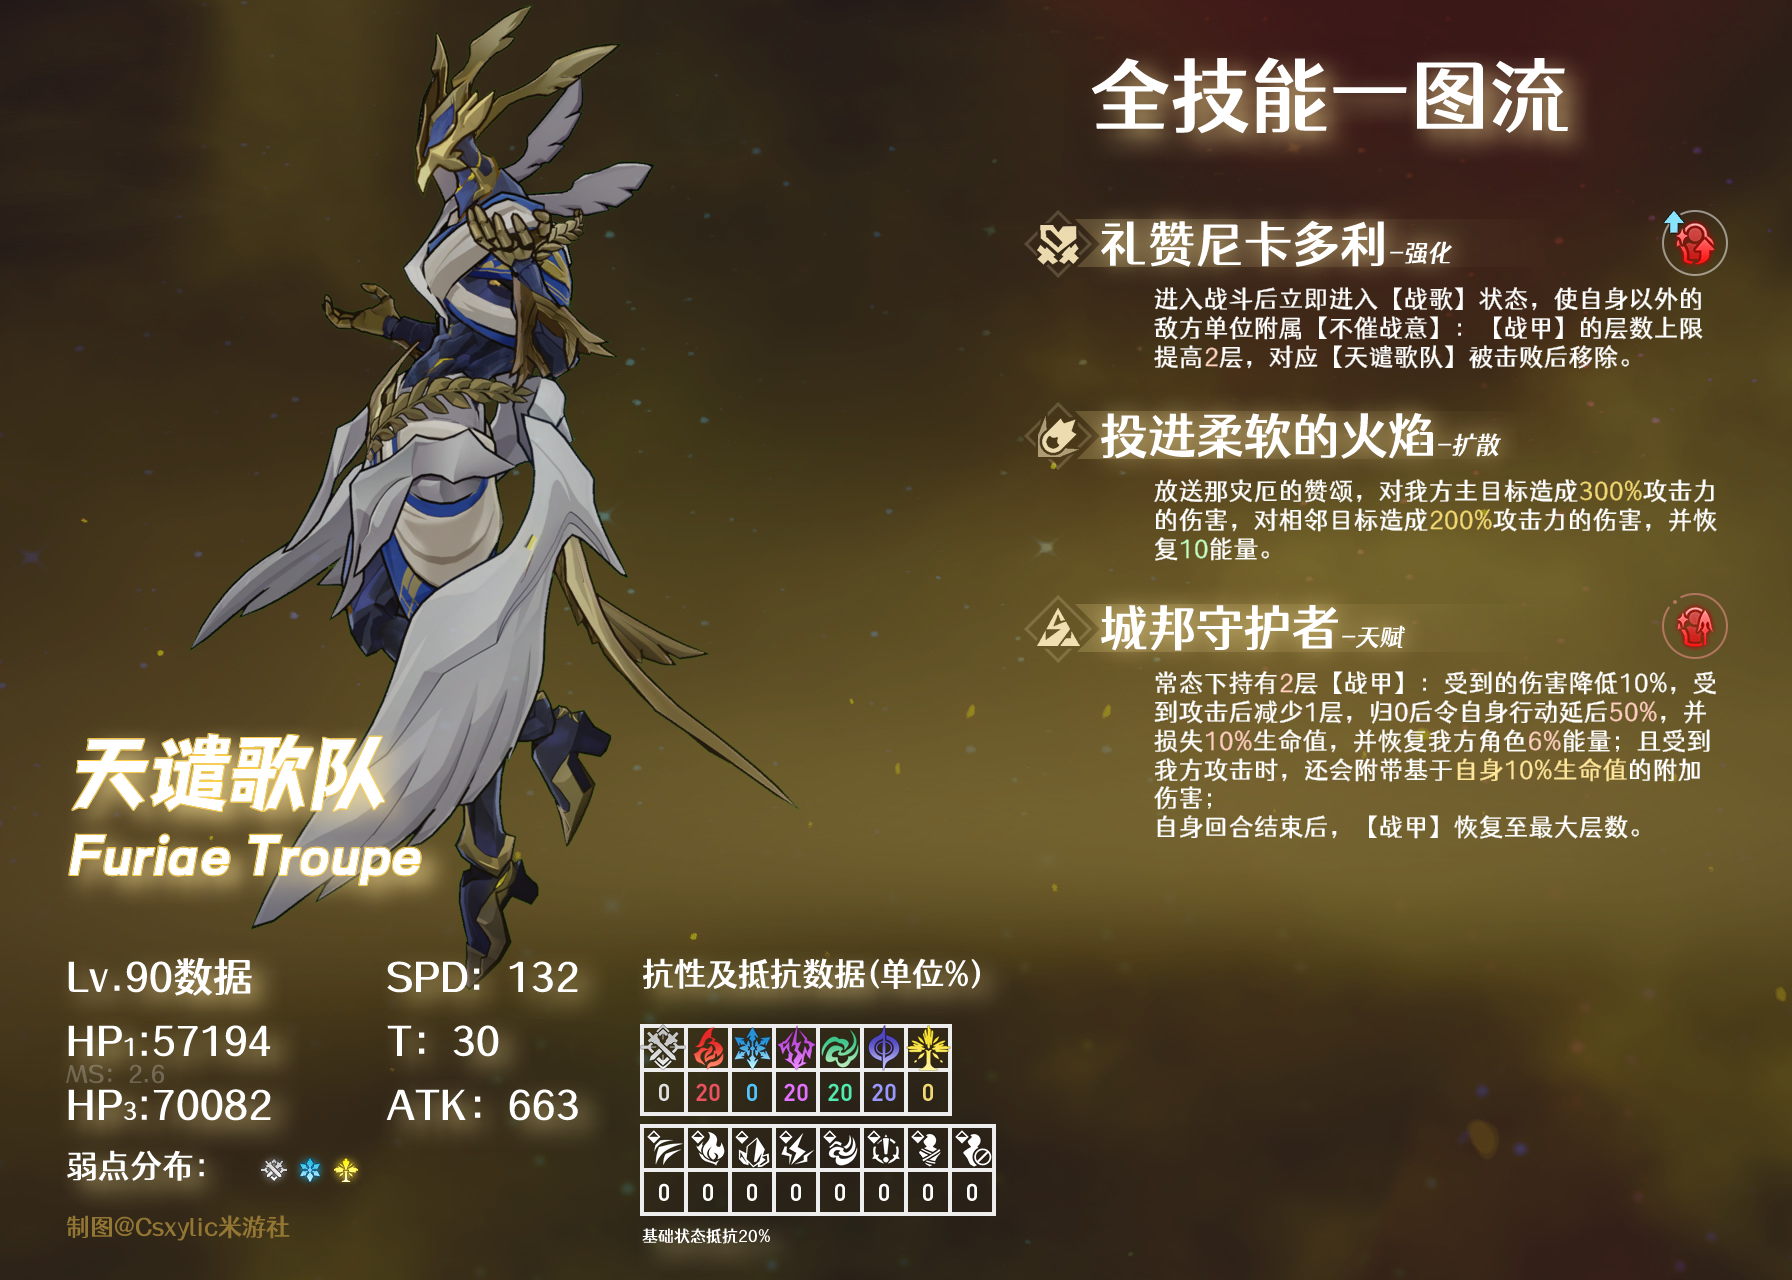 全技能一图流
礼赞尼卡多利-强化
进入战斗后立即进入【战歌】状态，使自身以外的
敌方单位附属【不催战意】：【战甲】的层数上限
提高2层，对应【天谴歌队】被击败后移除。
投进柔软的火焰-扩散
放送那灾厄的赞颂，对我方主目标造成300%攻击力
的伤害，对相邻目标造成200%攻击力的伤害，并恢
复10能量。
城邦守护者-天赋
常态下持有2层【战甲】：受到的伤害降低10%，受
到攻击后减少1层，归0后令自身行动延后50%，并
损失10%生命值，并恢复我方角色6%能量；且受到
我方攻击时，还会附带基于自身10%生命值的附加
伤害；
自身回合结束后，【战甲】恢复至最大层数。
天谴歌队
Furiae Troupe
Lv.90数据
SPD：132
HP1:57194
T：30
MS：2.6
HP3:70082
ATK：663
弱点分布：
制图@Csxylic米游社
抗性及抵抗数据(单位%)
0 20 0 20 20 20 0
0 0 0 0 0 0 0 0
基础状态抵抗20%